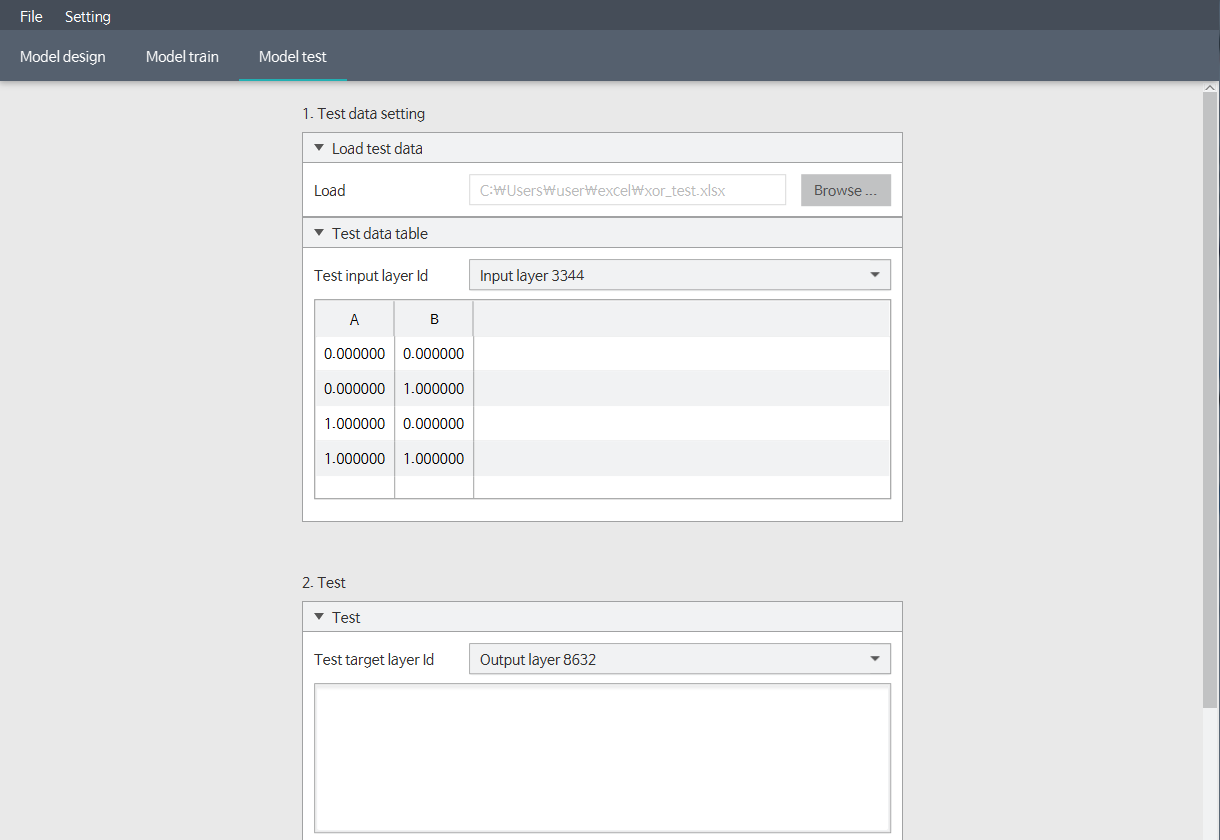 File Setting
Model design Model train Model test
1. Test data setting
Load test data
Load C:₩Users₩user₩excel₩xor_test.xlsx Browse ...
Test data table
Test input layer Id Input layer 3344
A B
0.000000 0.000000
0.000000 1.000000
1.000000 0.000000
1.000000 1.000000
2. Test
Test
Test target layer Id Output layer 8632